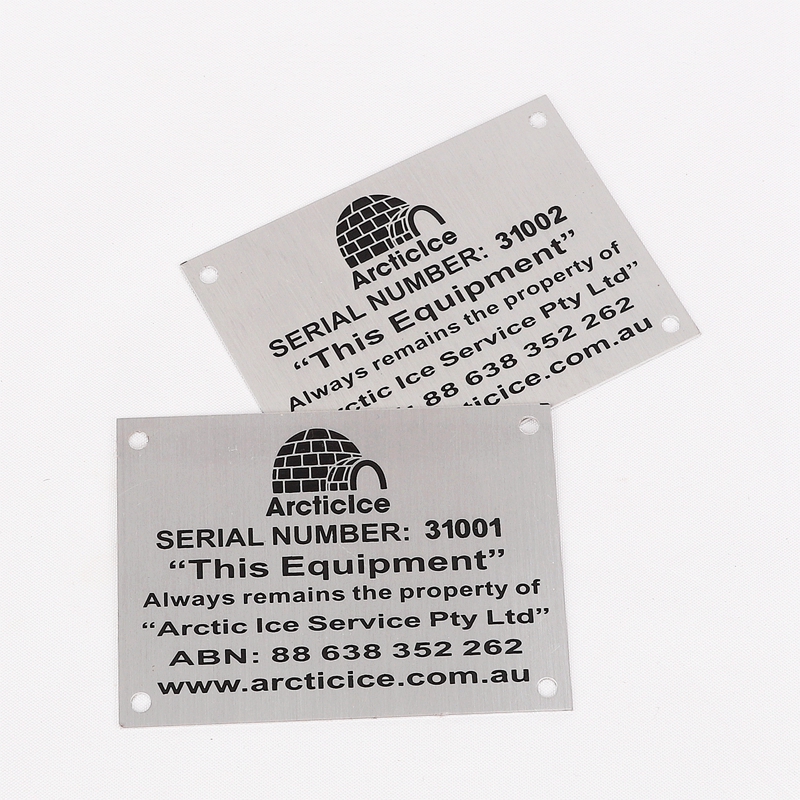 ArcticIce
SERIAL NUMBER: 31002
“This Equipment”
Always remains the property of
Arctic Ice Service Pty Ltd”
88 638 352 262
cticice.com.au
ArcticIce
SERIAL NUMBER: 31001
“This Equipment”
Always remains the property of
“Arctic Ice Service Pty Ltd”
ABN: 88 638 352 262
www.arcticice.com.au